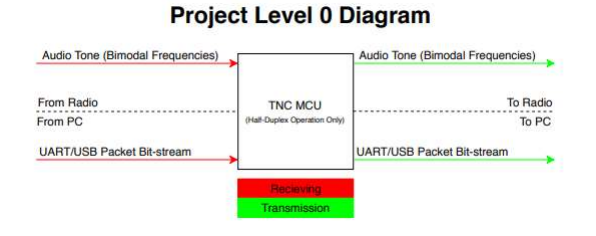 Project Level 0 Diagram
Audio Tone (Bimodal Frequencies)
Audio Tone (Bimodal Frequencies)
From Radio
TNC MCU
To Radio
(Half-Duplex Operation Only)
From PC
To PC
UART/USB Packet Bit-stream
UART/USB Packet Bit-stream
Recieving
Transmission